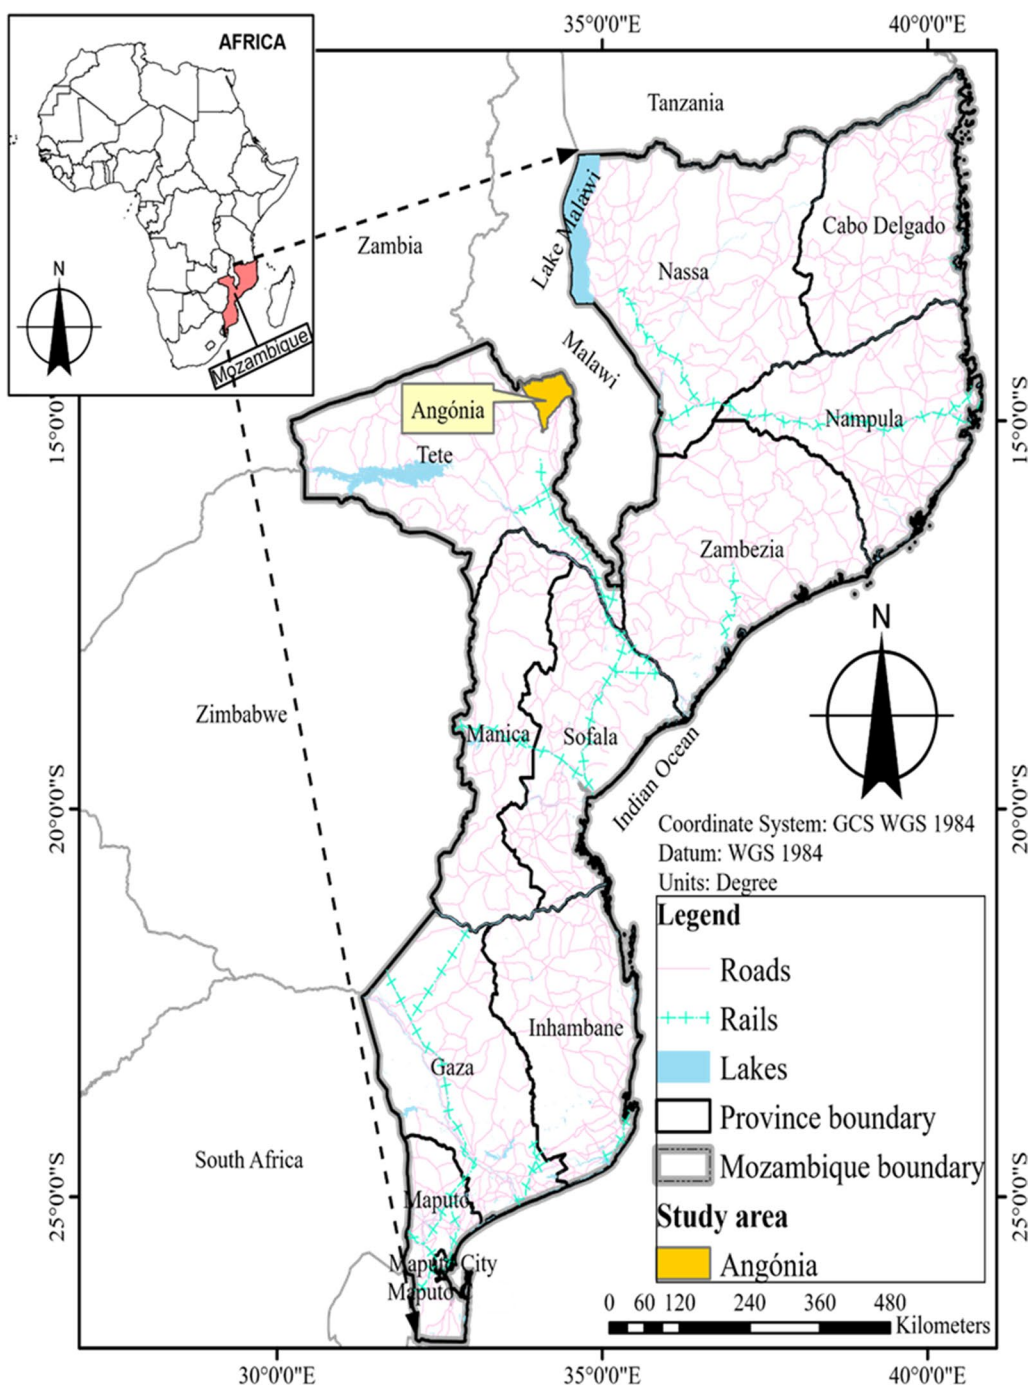 35°0'0"E
40°0'0"E
AFRICA
N
Mozambique
Tanzania
Zambia
Lake Malawi
Nassa
Cabo Delgado
Malawi
Angónia
Tete
Nampula
15°0'0"S
15°0'0"S
Zambezia
N
Zimbabwe
Manica
Sofala
Indian Ocean
20°0'0"S
20°0'0"S
Coordinate System: GCS WGS 1984
Datum: WGS 1984
Units: Degree
Legend
Roads
Rails
Lakes
Province boundary
Mozambique boundary
Study area
Angónia
Inhambane
Gaza
South Africa
Maputo
Maputo City
Maputo
25°0'0"S
25°0'0"S
0 60 120 240 360 480
Kilometers
30°0'0"E
35°0'0"E
40°0'0"E